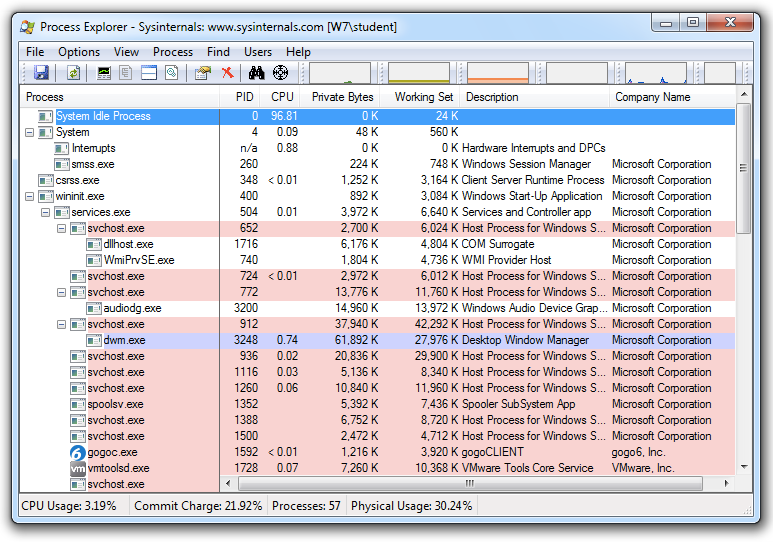 Process Explorer - Sysinternals: www.sysinternals.com [W7\student]
File Options View Process Find Users Help
Process PID CPU Private Bytes Working Set Description Company Name
System Idle Process 0 96.81 0 K 24 K
System 4 0.09 48 K 560 K
Interrupts n/a 0.88 0 K 0 K Hardware Interrupts and DPCs
smss.exe 260 224 K 748 K Windows Session Manager Microsoft Corporation
csrss.exe 348 < 0.01 1,252 K 3,164 K Client Server Runtime Process Microsoft Corporation
wininit.exe 400 892 K 3,084 K Windows Start-Up Application Microsoft Corporation
services.exe 504 0.01 3,972 K 6,640 K Services and Controller app Microsoft Corporation
svchost.exe 652 2,700 K 6,024 K Host Process for Windows S... Microsoft Corporation
dllhost.exe 1716 6,176 K 4,804 K COM Surrogate Microsoft Corporation
WmiPrvSE.exe 740 1,804 K 4,736 K WMI Provider Host Microsoft Corporation
svchost.exe 724 < 0.01 2,972 K 6,012 K Host Process for Windows S... Microsoft Corporation
svchost.exe 772 13,776 K 11,760 K Host Process for Windows S... Microsoft Corporation
audiodg.exe 3200 14,960 K 13,972 K Windows Audio Device Grap... Microsoft Corporation
svchost.exe 912 37,940 K 42,292 K Host Process for Windows S... Microsoft Corporation
dwm.exe 3248 0.74 61,892 K 27,976 K Desktop Window Manager Microsoft Corporation
svchost.exe 936 0.02 20,836 K 29,900 K Host Process for Windows S... Microsoft Corporation
svchost.exe 1116 0.03 5,136 K 8,340 K Host Process for Windows S... Microsoft Corporation
svchost.exe 1260 0.06 10,840 K 11,960 K Host Process for Windows S... Microsoft Corporation
spoolsv.exe 1352 5,392 K 7,436 K Spooler SubSystem App Microsoft Corporation
svchost.exe 1388 6,752 K 8,720 K Host Process for Windows S... Microsoft Corporation
svchost.exe 1500 2,472 K 4,712 K Host Process for Windows S... Microsoft Corporation
6 gogoc.exe 1592 < 0.01 1,216 K 3,920 K gogoCLIENT gogo6, Inc.
vm vmtoolsd.exe 1728 0.07 7,260 K 10,368 K VMware Tools Core Service VMware, Inc.
svchost.exe
CPU Usage: 3.19% Commit Charge: 21.92% Processes: 57 Physical Usage: 30.24%